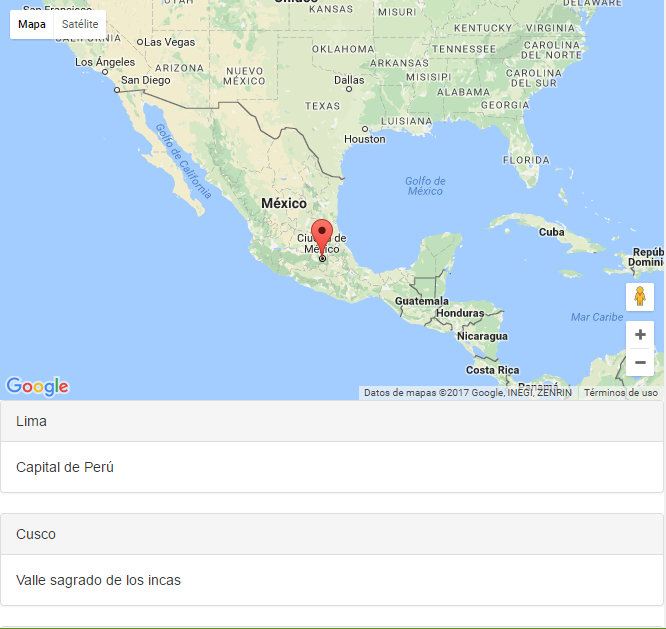 Chuco
San Francisco
UTAH
KANSAS
MISURI
DELAWARE
Mapa
Satélite
CALIFORNIA
Las Vegas
KENTUCKY
VIRGINIA
OKLAHOMA
TENNESSEE
CAROLINA
DEL NORTE
Los Ángeles
ARIZONA
NUEVO
MÉXICO
ARKANSAS
San Diego
Dallas
MISISIPI
CAROLINA
DEL SUR
ALABAMA
TEXAS
GEORGIA
LUISIANA
Houston
FLORIDA
Golfo de California
Golfo de
México
México
Ciudad de
México
Cuba
Repúb
Domini
Guatemala
Honduras
Mar Caribe
Nicaragua
Costa Rica
Panamá
Google
Datos de mapas ©2017 Google, INEGI, ZENRIN
Términos de uso
Lima
Capital de Perú
Cusco
Valle sagrado de los incas